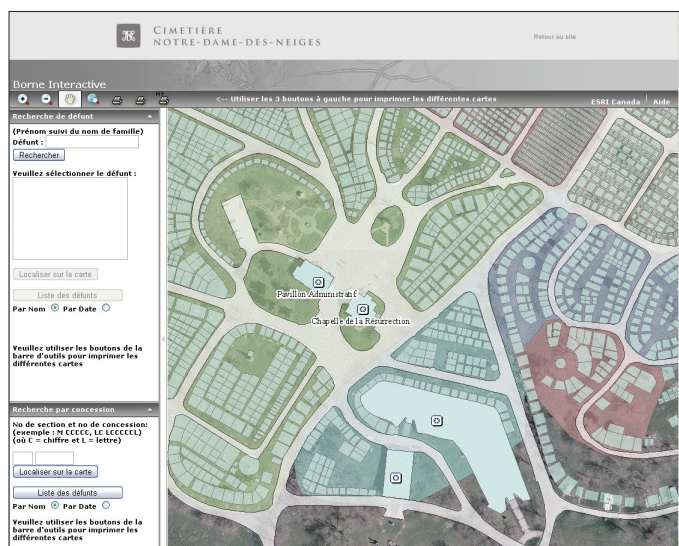 CIMETIÈRE
NOTRE-DAME-DES-NEIGES
Retour au site
Borne Interactive
<-- Utiliser les 3 boutons à gauche pour imprimer les différentes cartes
ESRI Canada | Aide
Recherche de défunt
(Prénom suivi du nom de famille)
Défunt :
Rechercher
Veuillez sélectionner le défunt :
Localiser sur la carte
Liste des défunts
Par Nom Par Date
Veuillez utiliser les boutons de la
barre d'outils pour imprimer les
différentes cartes
Recherche par concession
No de section et no de concession:
(exemple : M CCCCC, LC LCCCCCL)
(où C = chiffre et L = lettre)
Localiser sur la carte
Liste des défunts
Par Nom Par Date
Veuillez utiliser les boutons de la
barre d'outils pour imprimer les
différentes cartes
Pavillon Administratif
Chapelle de la Résurrection